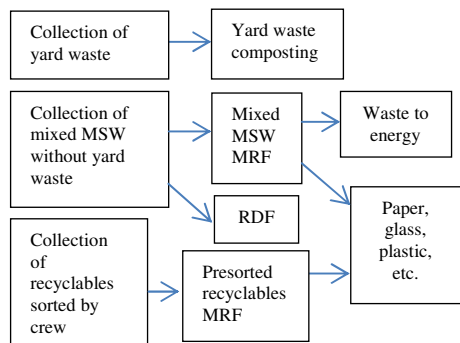 Collection of
yard waste
Yard waste
composting
Collection of
mixed MSW
without yard
waste
Mixed
MSW
MRF
Waste to
energy
RDF
Paper,
glass,
plastic,
etc.
Collection
of
recyclables
sorted by
crew
Presorted
recyclables
MRF